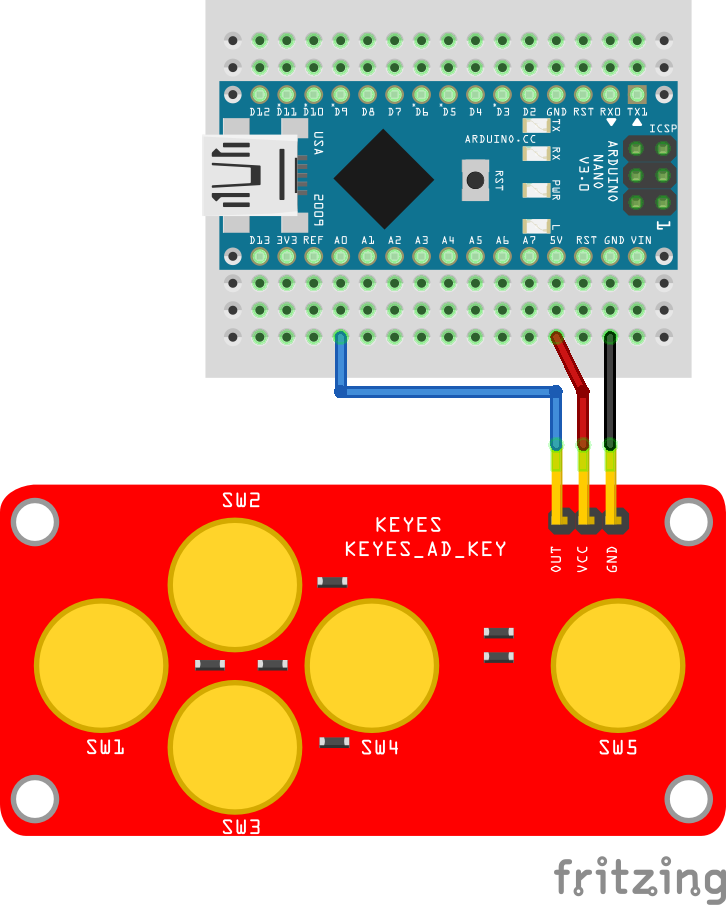 D12 D11 D10 D9 D8 D7 D6 D5 D4 D3 D2 GND RST RX0 TX1
ICSP
TX
RX
PWR
L
ARDUINO.CC
RST
USA
2009
ARDUINO
NANO
V3.0
1
D13 3V3 REF A0 A1 A2 A3 A4 A5 A6 A7 5V RST GND VIN
SW2
KEYES
KEYES_AD_KEY
OUT
VCC
GND
SW1
SW4
SW5
SW3
fritzing